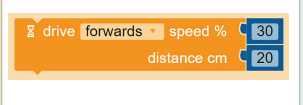 drive forwards speed % 30
distance cm 20